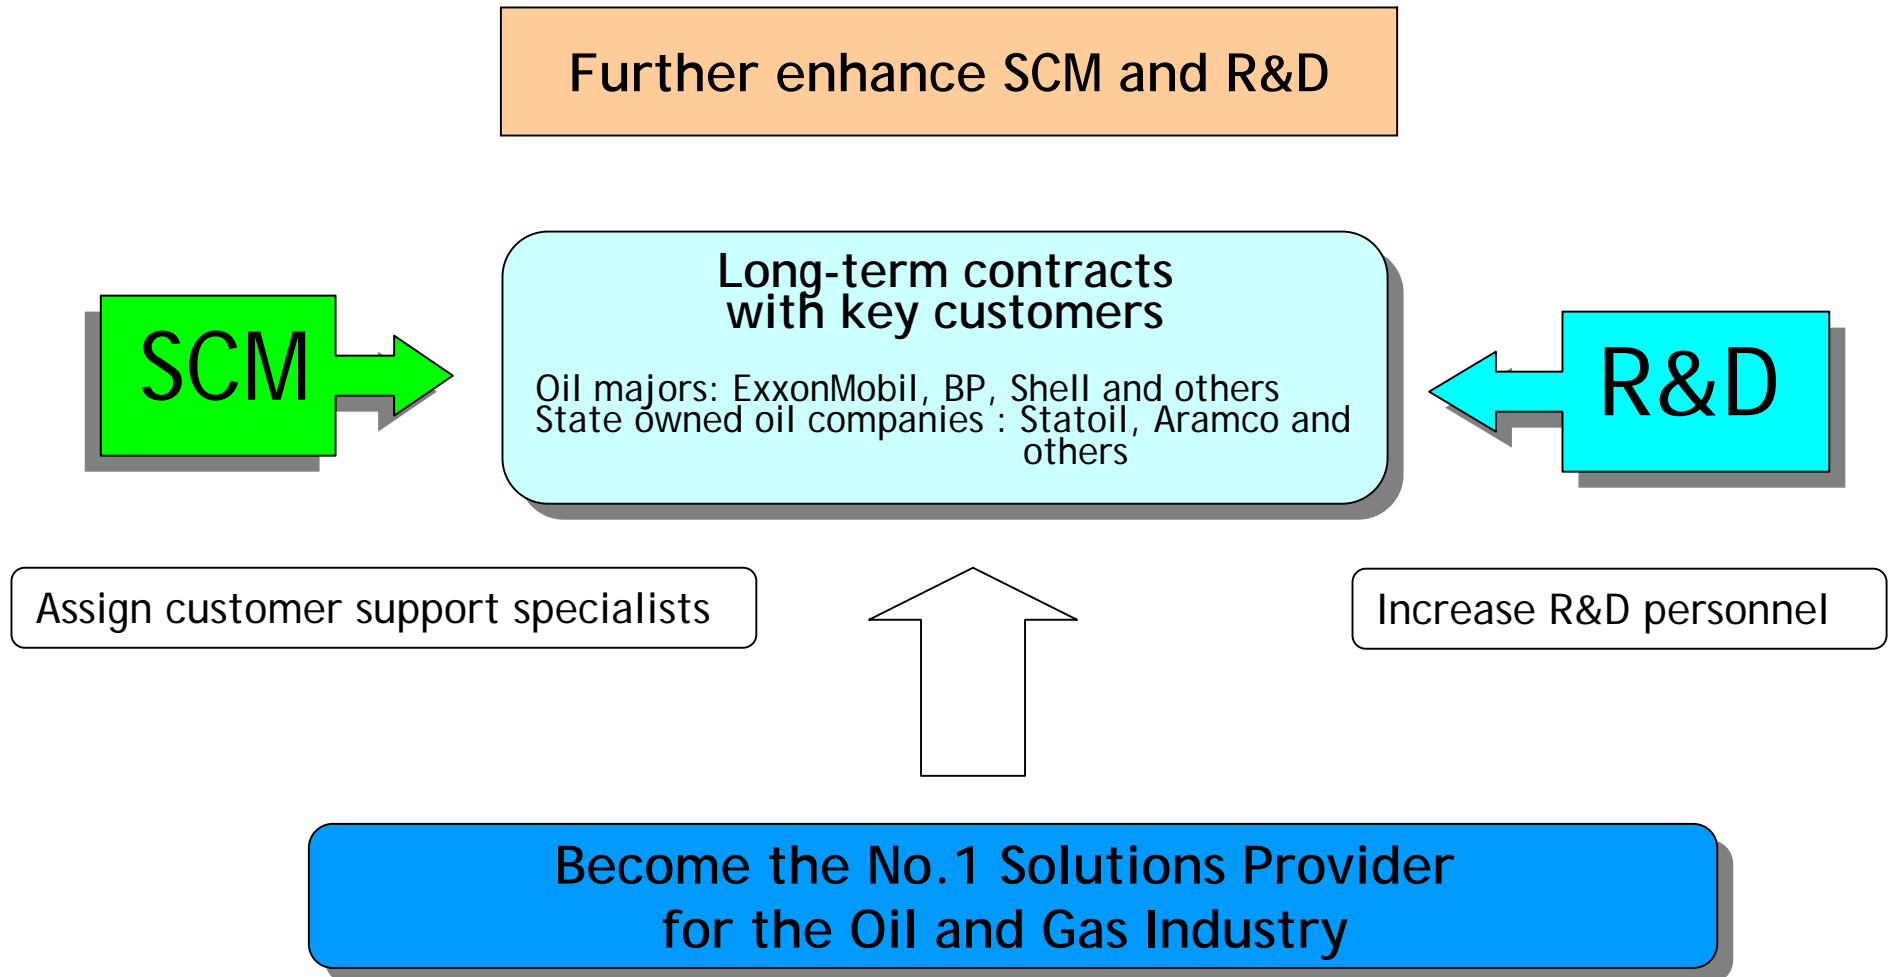 Further enhance SCM and R&D
Long-term contracts
with key customers
SCM
Oil majors: ExxonMobil, BP, Shell and others
State owned oil companies : Statoil, Aramco and
others
R&D
Assign customer support specialists
Increase R&D personnel
Become the No.1 Solutions Provider
for the Oil and Gas Industry